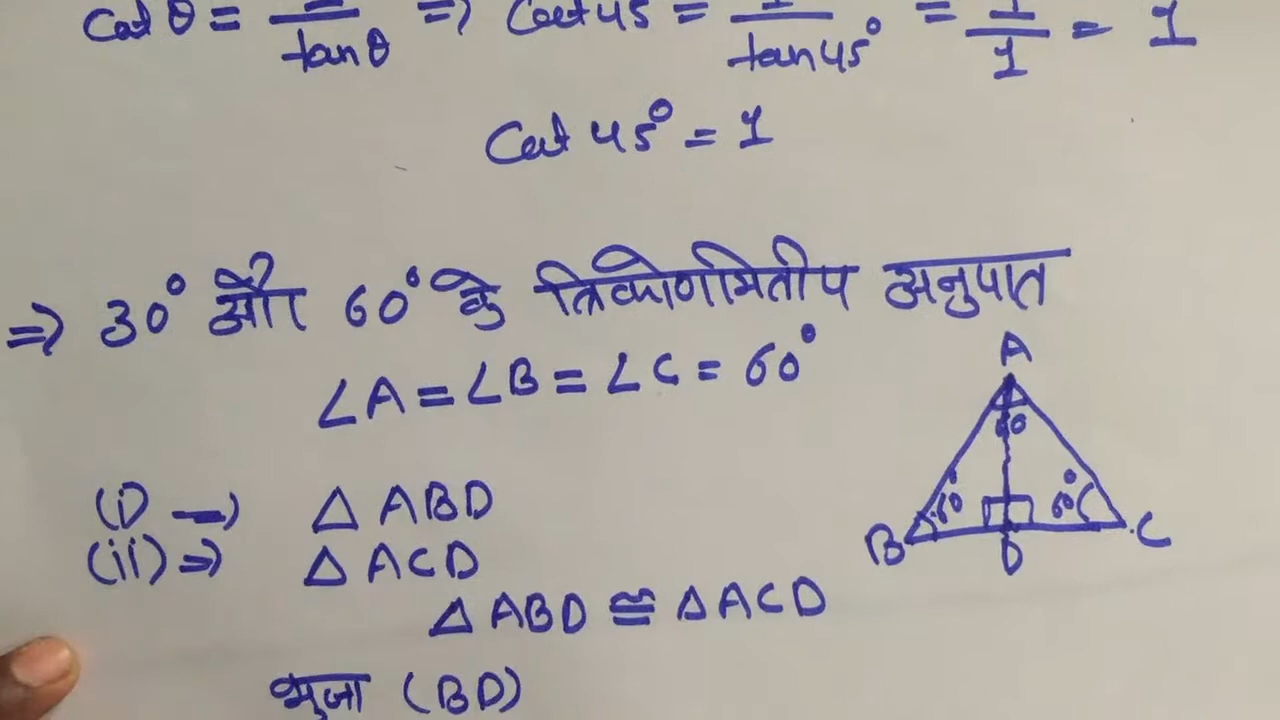 Cot θ = 1/tan θ ⇒ Cot 45 = 1/tan 45° = 1/1 = 1
Cot 45° = 1
⇒ 30° और 60° के त्रिकोणमितीय अनुपात
∠A = ∠B = ∠C = 60°
A
60
60°
60°
B
D
C
(i) → △ ABD
(ii) ⇒ △ ACD
△ ABD ≅ △ ACD
भुजा (BD)